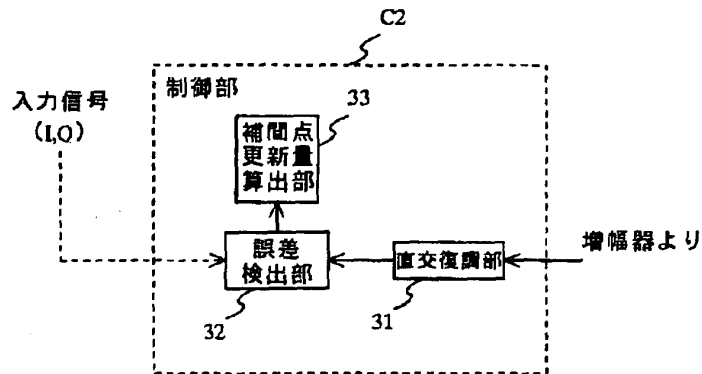 C2
制御部
入力信号
(I,Q)
33
補間点
更新量
算出部
増幅器より
誤差
検出部
直交復調部
32
31